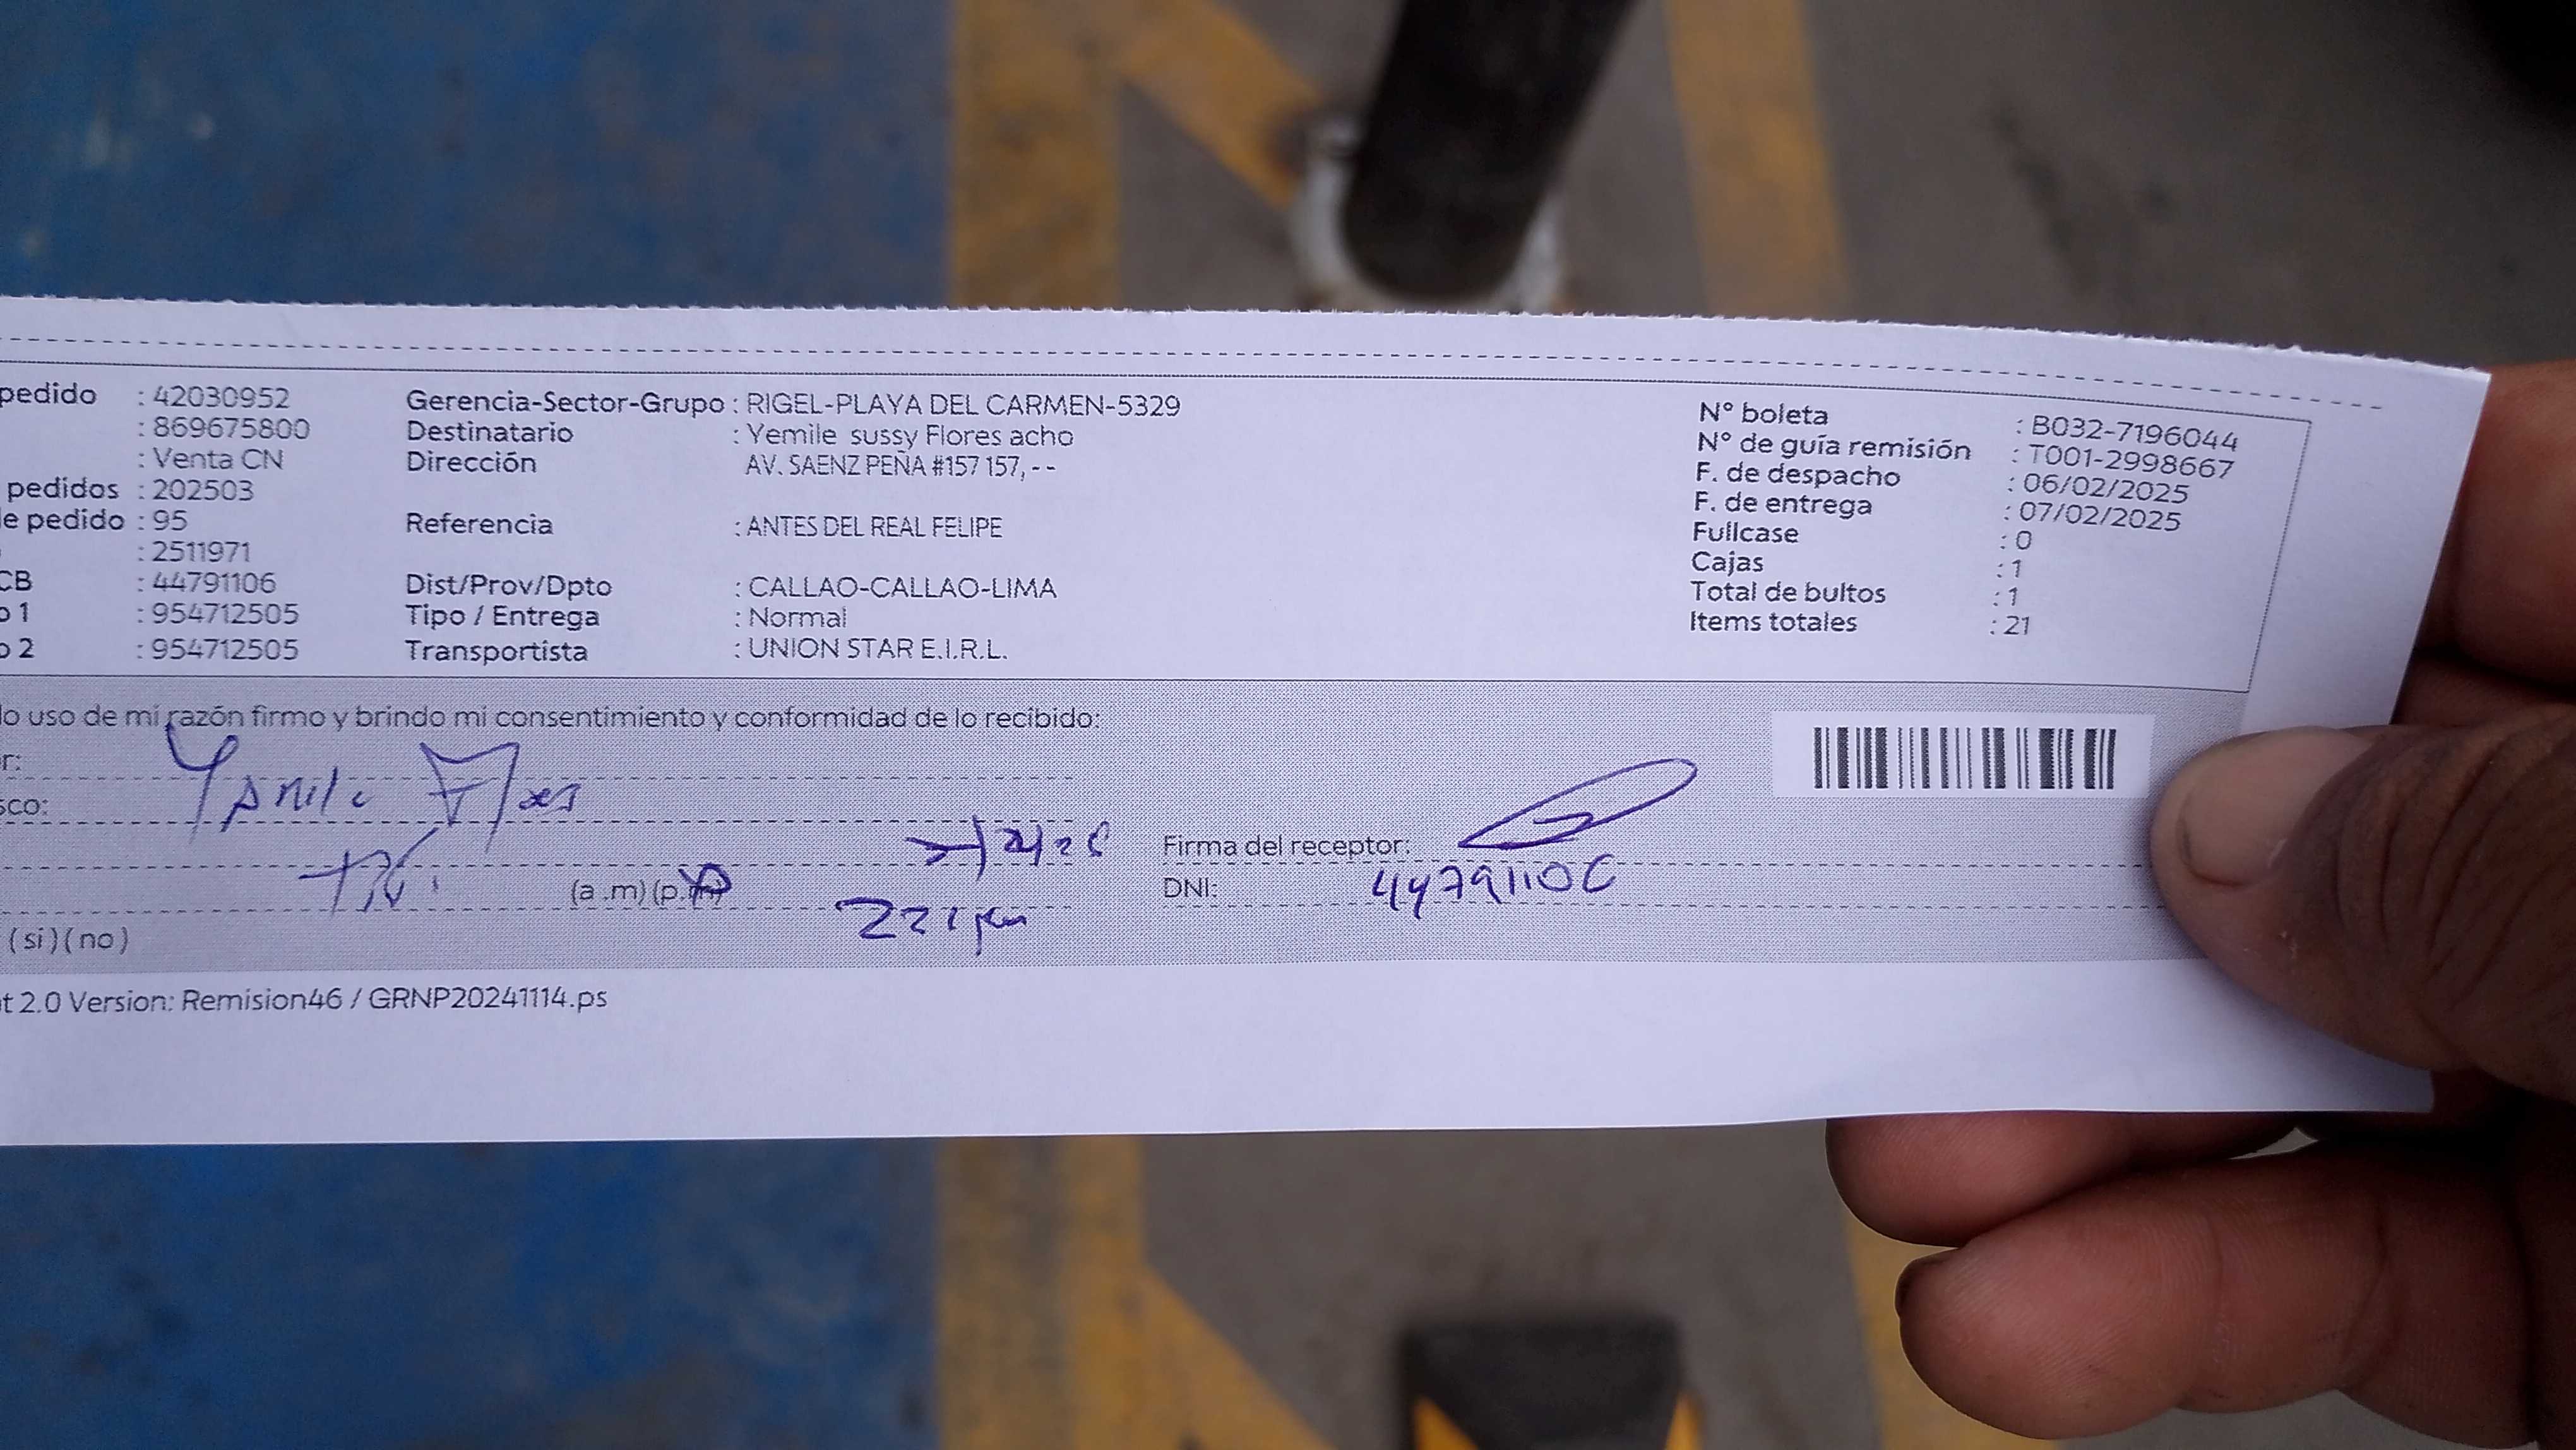 pedido : 42030952
: 869675800
: Venta CN
pedidos : 202503
e pedido : 95
: 2511971
CB : 44791106
o 1 : 954712505
o 2 : 954712505
Gerencia-Sector-Grupo : RIGEL-PLAYA DEL CARMEN-5329
Destinatario : Yemile sussy Flores acho
Dirección AV. SAENZ PEÑA #157 157, - -
Referencia : ANTES DEL REAL FELIPE
Dist/Prov/Dpto : CALLAO-CALLAO-LIMA
Tipo / Entrega : Normal
Transportista : UNION STAR E.I.R.L.
N° boleta : B032-7196044
N° de guía remisión : T001-2998667
F. de despacho : 06/02/2025
F. de entrega : 07/02/2025
Fullcase : 0
Cajas : 1
Total de bultos : 1
Items totales : 21
lo uso de mi razón firmo y brindo mi consentimiento y conformidad de lo recibido:
r: Yemile Flores
sco:
7/2/25
(a .m) (p.m)
Firma del receptor:
DNI: 44791106
(si) (no)
t 2.0 Version: Remision46 / GRNP20241114.ps